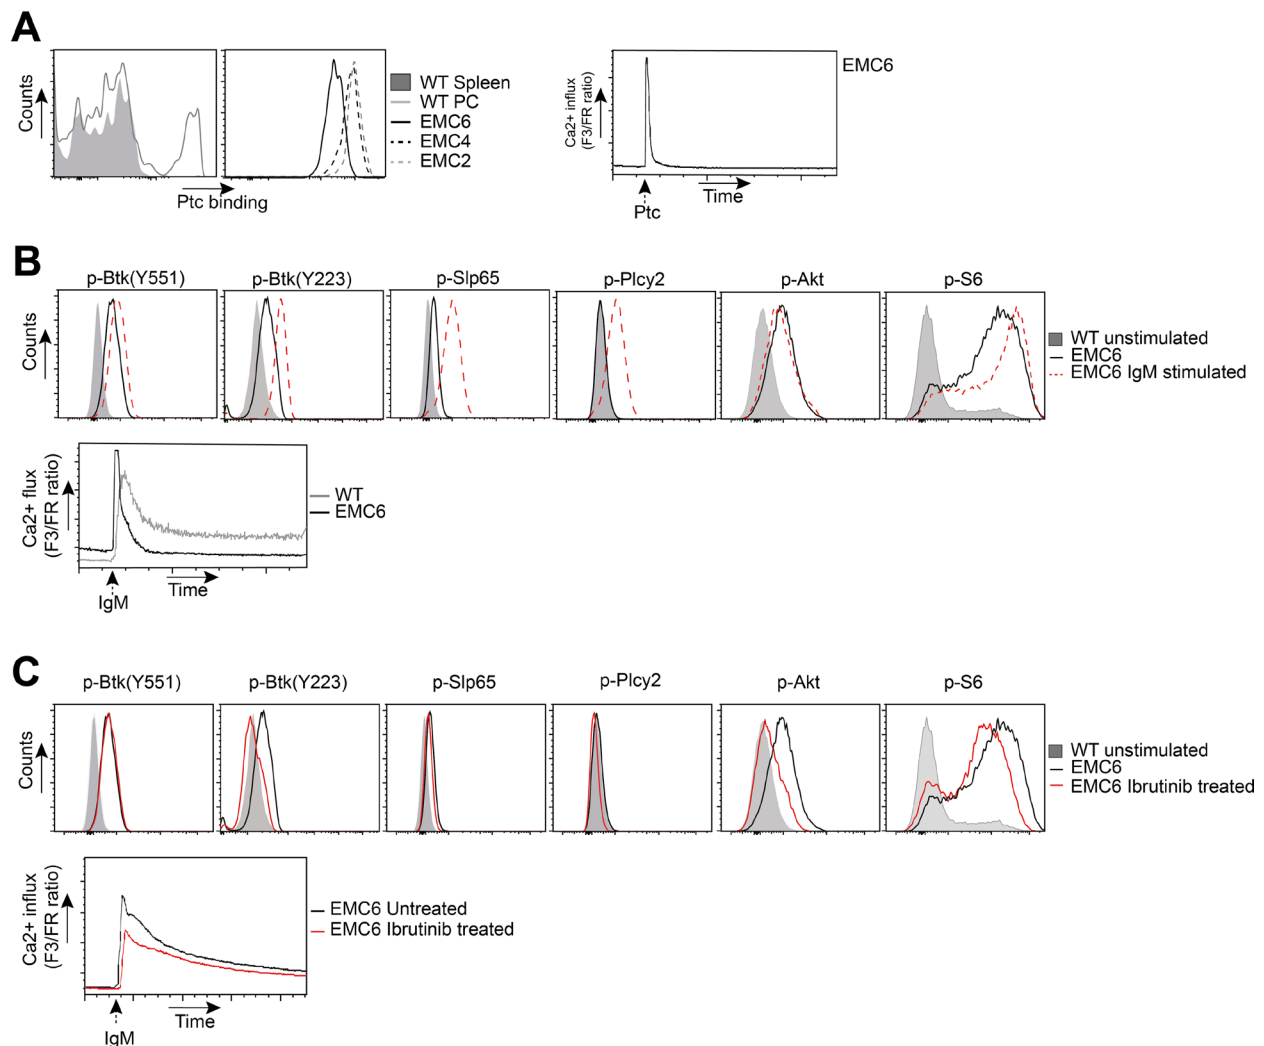 A
Counts
Ptc binding
WT Spleen
WT PC
EMC6
EMC4
EMC2
Ca2+ influx
(F3/FR ratio)
EMC6
Ptc
Time
B
p-Btk(Y551)
p-Btk(Y223)
p-Slp65
p-Plcy2
p-Akt
p-S6
Counts
WT unstimulated
EMC6
EMC6 IgM stimulated
Ca2+ flux
(F3/FR ratio)
WT
EMC6
IgM
Time
C
p-Btk(Y551)
p-Btk(Y223)
p-Slp65
p-Plcy2
p-Akt
p-S6
Counts
WT unstimulated
EMC6
EMC6 Ibrutinib treated
Ca2+ influx
(F3/FR ratio)
EMC6 Untreated
EMC6 Ibrutinib treated
IgM
Time